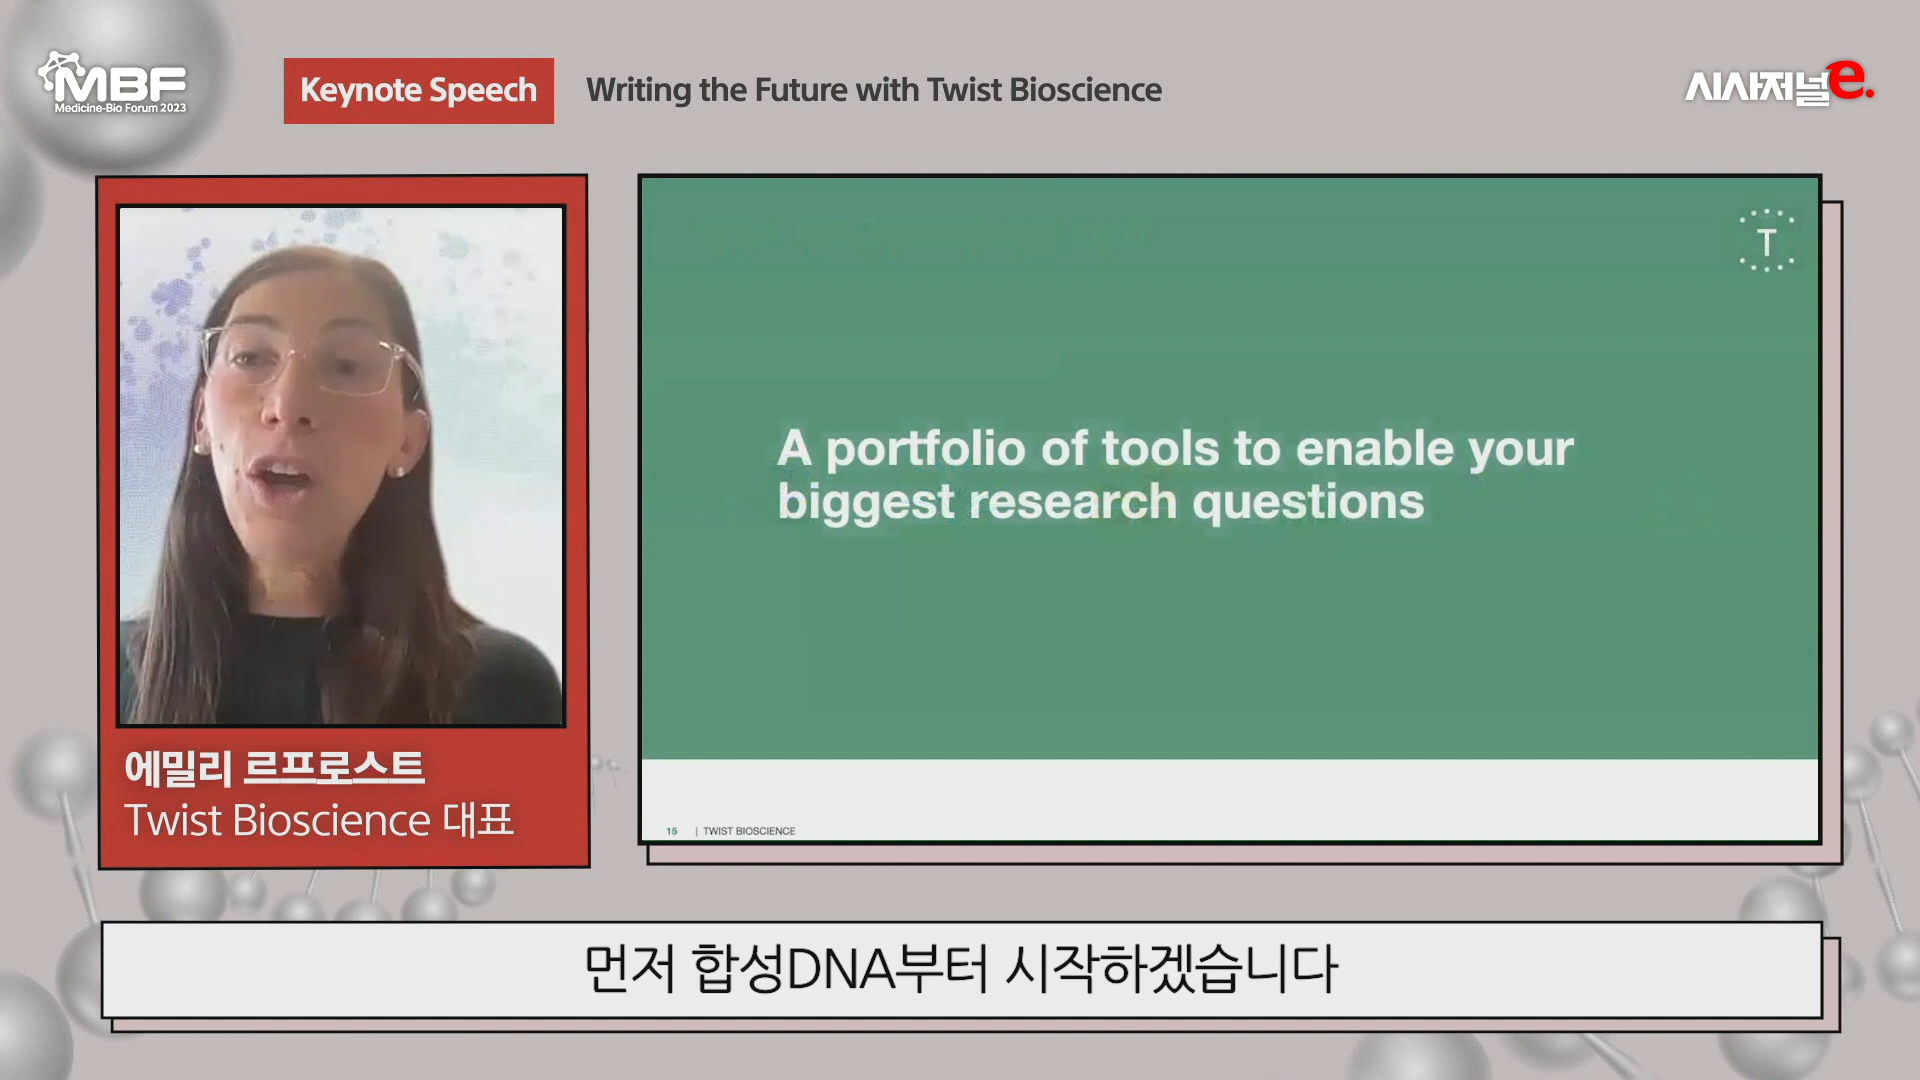 MBF
Medicine-Bio Forum 2023
Keynote Speech
Writing the Future with Twist Bioscience
시사저널e.
T
A portfolio of tools to enable your
biggest research questions
15 | TWIST BIOSCIENCE
에밀리 르프로스트
Twist Bioscience 대표
먼저 합성DNA부터 시작하겠습니다